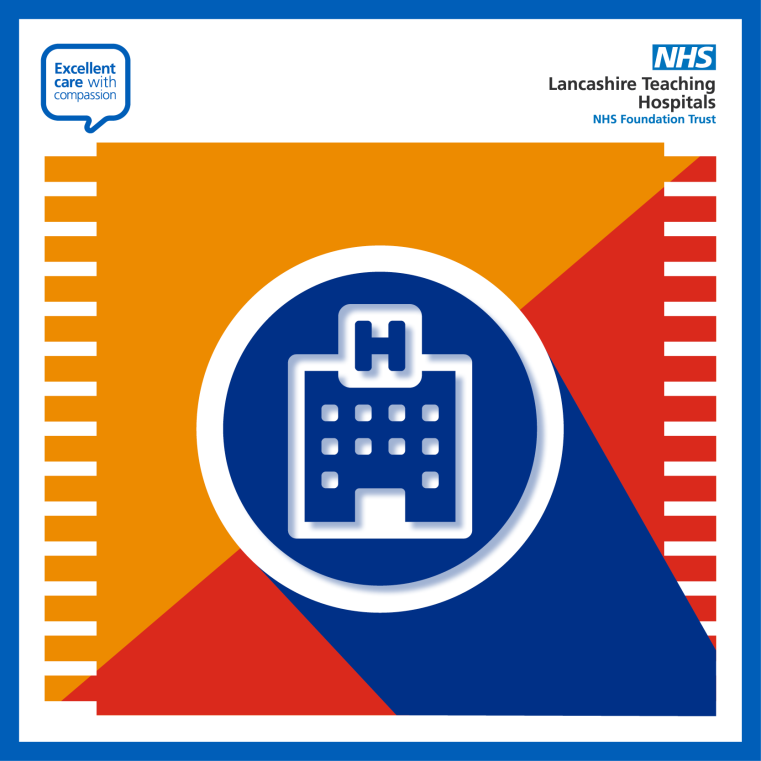 Excellent
care with
compassion
NHS
Lancashire Teaching
Hospitals
NHS Foundation Trust
H